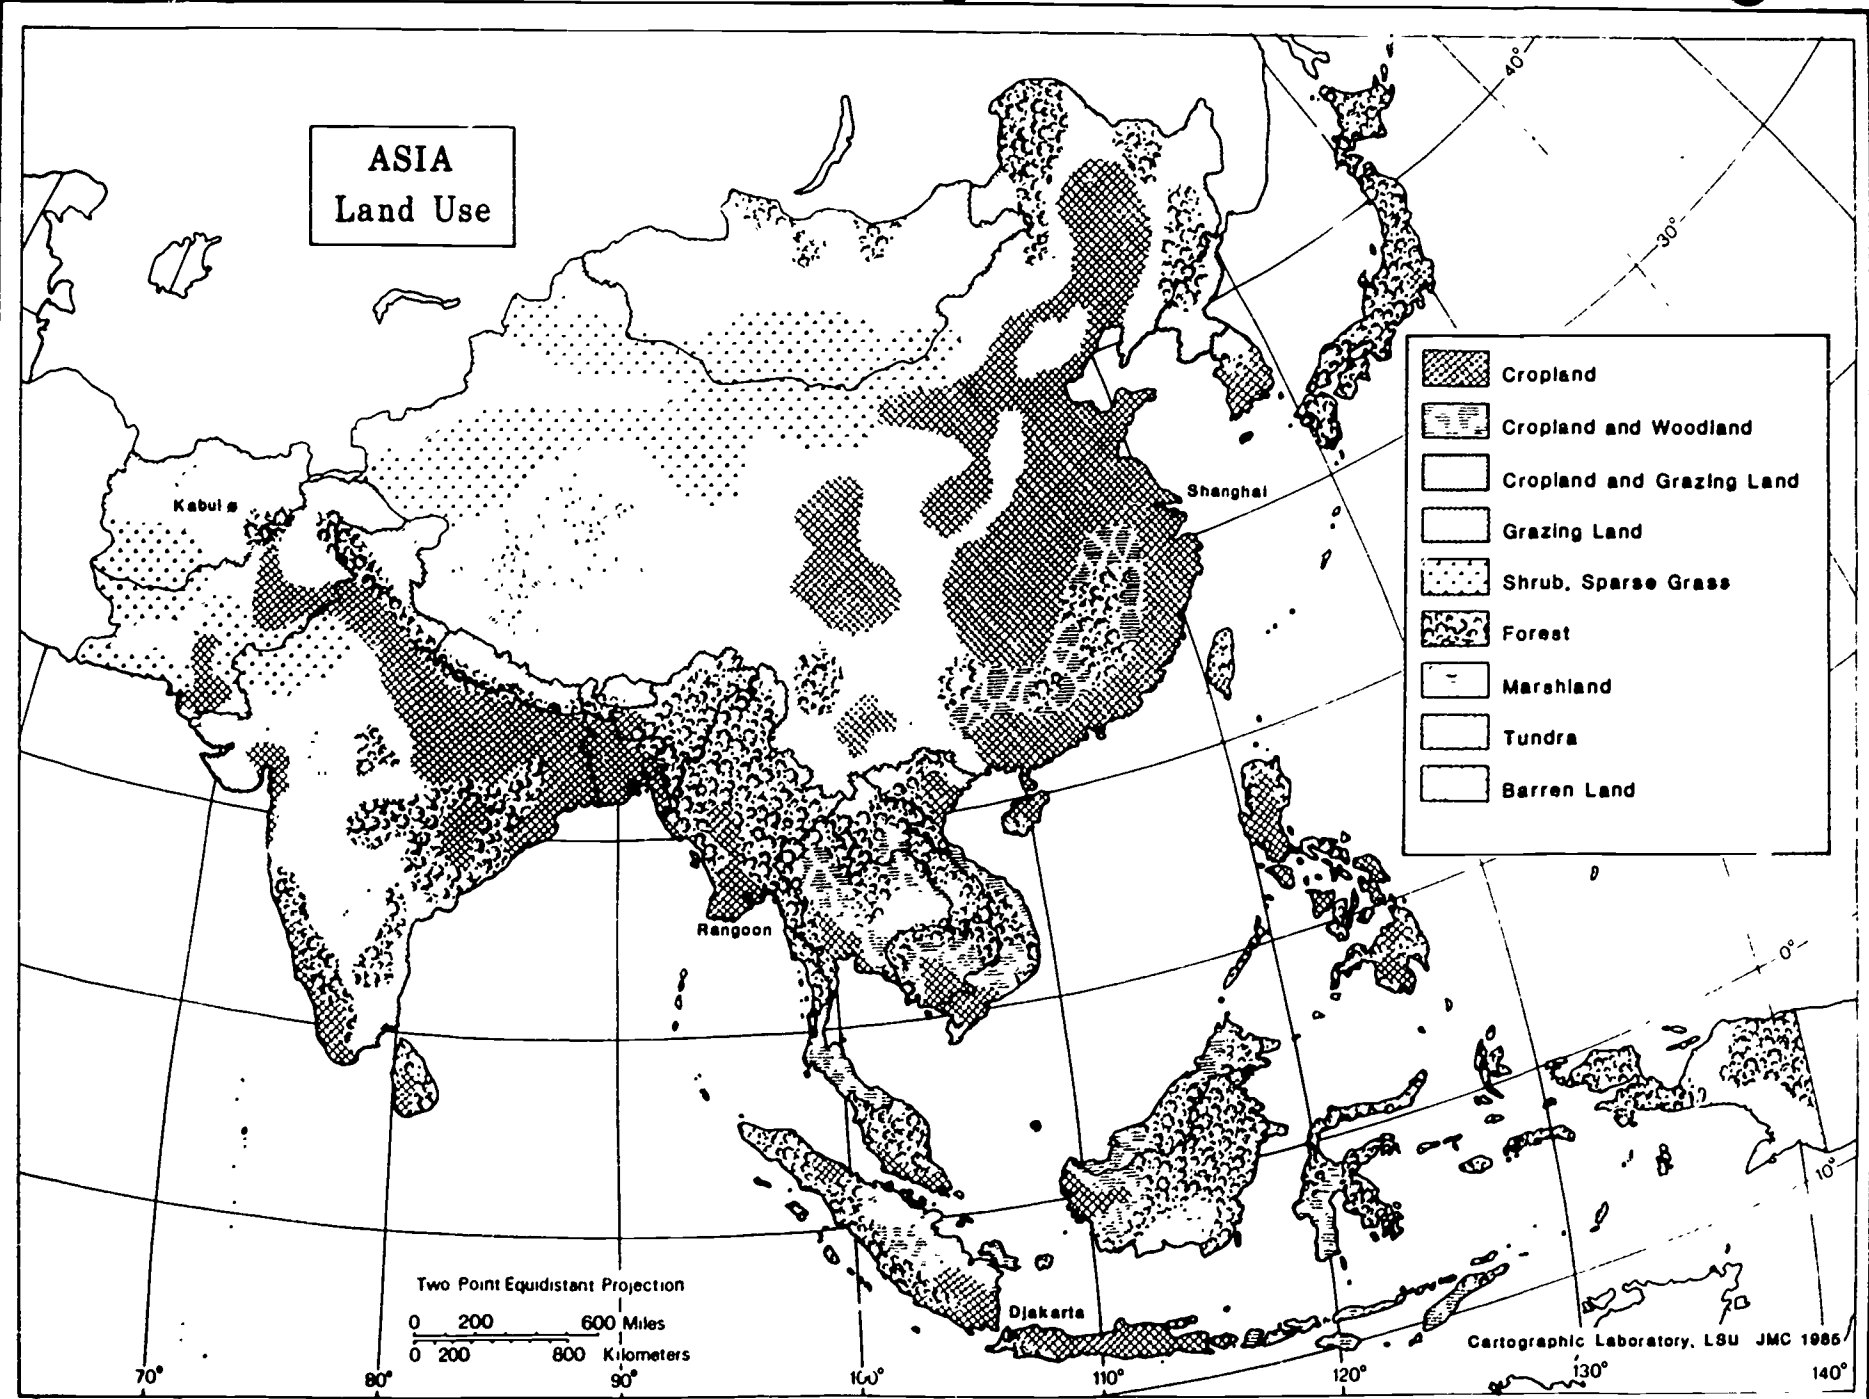 ASIA
Land Use
40°
30°
Cropland
Cropland and Woodland
Cropland and Grazing Land
Grazing Land
Shrub, Sparse Grass
Forest
Marshland
Tundra
Barren Land
Kabul
Shanghai
Rangoon
0°
10°
Two Point Equidistant Projection
0 200 600 Miles
0 200 800 Kilometers
Djakarta
Cartographic Laboratory, LSU JMC 1985
70° 80° 90° 100° 110° 120° 130° 140°